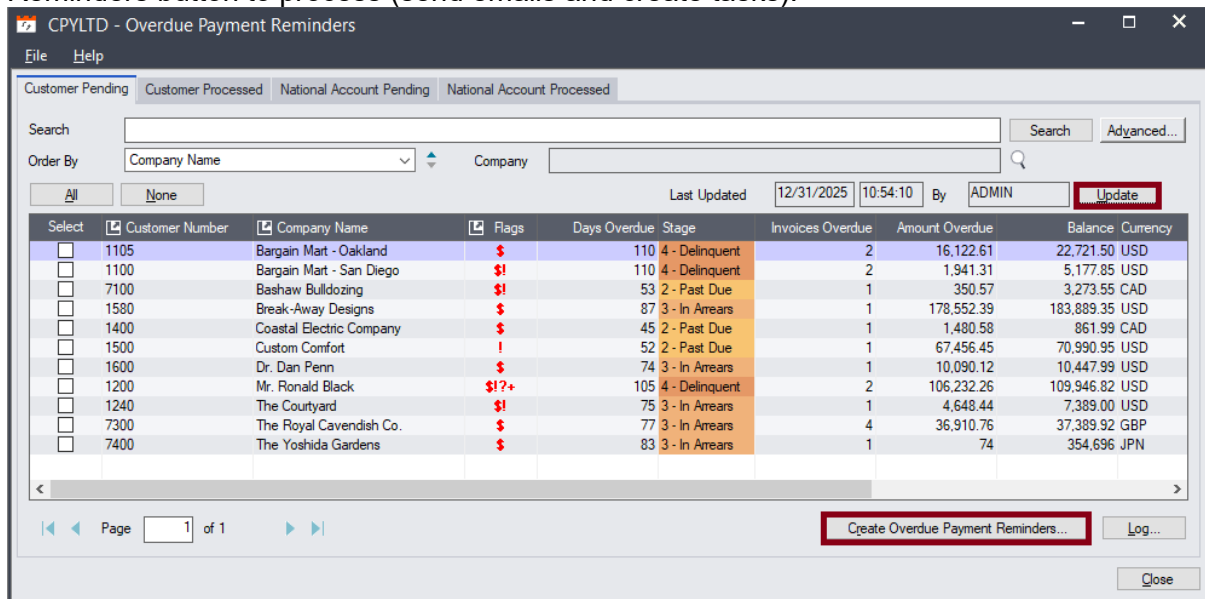 Reminders button to process (send emails and create tasks).
CPYLTD - Overdue Payment Reminders
File Help
Customer Pending Customer Processed National Account Pending National Account Processed
Search Search Advanced...
Order By Company Name Company
All None Last Updated 12/31/2025 10:54:10 By ADMIN Update
Select Customer Number Company Name Flags Days Overdue Stage Invoices Overdue Amount Overdue Balance Currency
1105 Bargain Mart - Oakland $ 110 4 - Delinquent 2 16,122.61 22,721.50 USD
1100 Bargain Mart - San Diego $! 110 4 - Delinquent 2 1,941.31 5,177.85 USD
7100 Bashaw Bulldozing $! 53 2 - Past Due 1 350.57 3,273.55 CAD
1580 Break-Away Designs $ 87 3 - In Arrears 1 178,552.39 183,889.35 USD
1400 Coastal Electric Company $ 45 2 - Past Due 1 1,480.58 861.99 CAD
1500 Custom Comfort ! 52 2 - Past Due 1 67,456.45 70,990.95 USD
1600 Dr. Dan Penn $ 74 3 - In Arrears 1 10,090.12 10,447.99 USD
1200 Mr. Ronald Black $!?+ 105 4 - Delinquent 2 106,232.26 109,946.82 USD
1240 The Courtyard $! 75 3 - In Arrears 1 4,648.44 7,389.00 USD
7300 The Royal Cavendish Co. $ 77 3 - In Arrears 4 36,910.76 37,389.92 GBP
7400 The Yoshida Gardens $ 83 3 - In Arrears 1 74 354,696 JPN
Page 1 of 1 Create Overdue Payment Reminders... Log...
Close